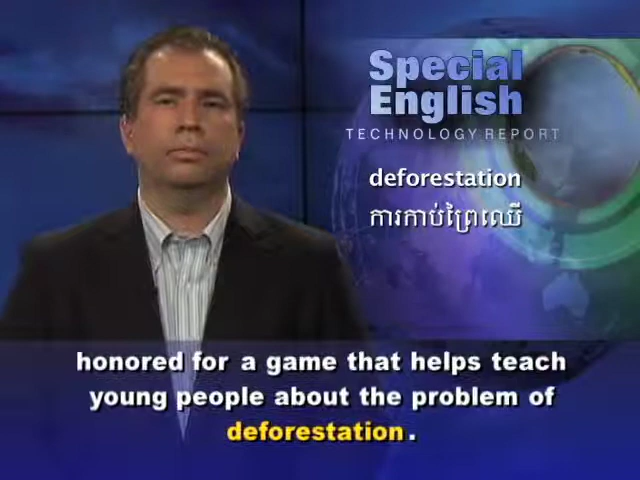 Special
English
TECHNOLOGY REPORT
deforestation
ការកាប់ព្រៃឈើ
honored for a game that helps teach
young people about the problem of
deforestation.